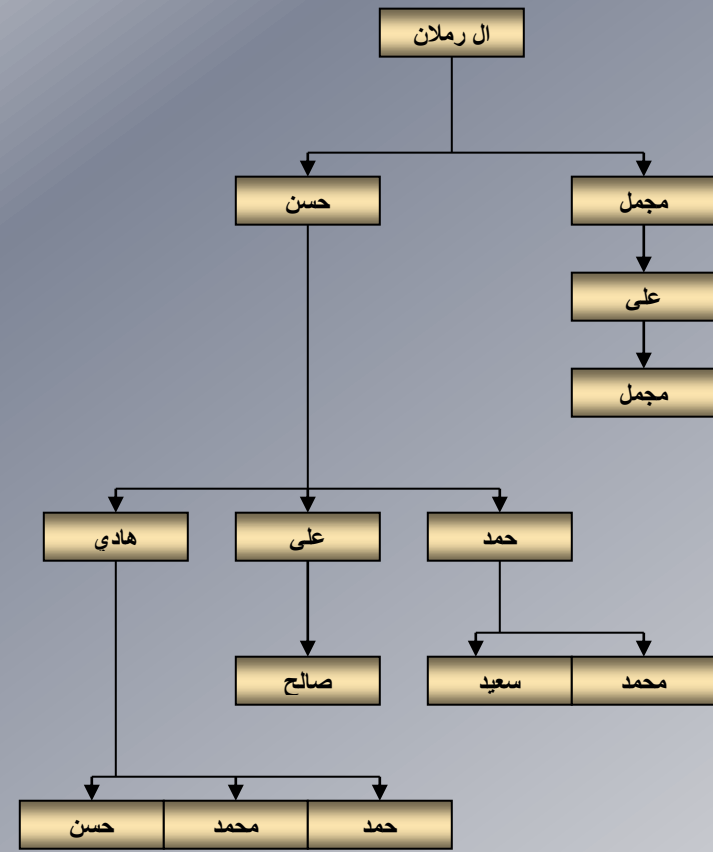 ال رملان
مجمل
حسن
على
مجمل
حمد
على
هادي
محمد
سعيد
صالح
حمد
محمد
حسن